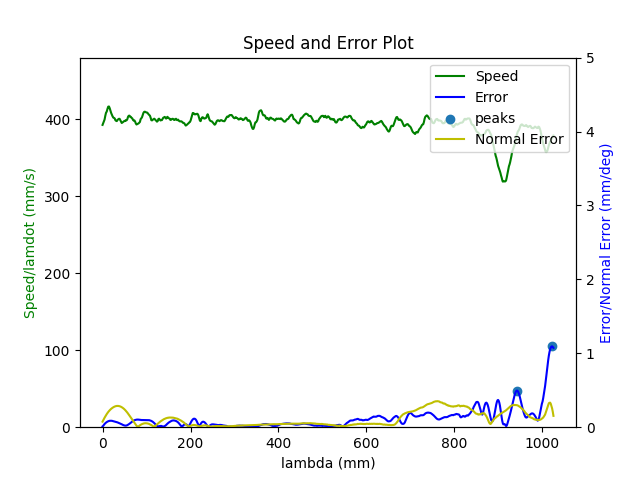 Speed and Error Plot
Speed
Error
peaks
Normal Error
Speed/lamdot (mm/s)
400
300
200
100
0
5
4
3
2
1
0
Error/Normal Error (mm/deg)
0
200
400
600
800
1000
lambda (mm)